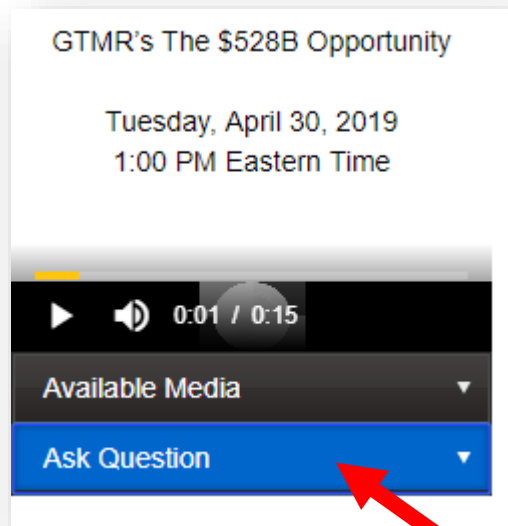 GTMR's The $528B Opportunity
Tuesday, April 30, 2019
1:00 PM Eastern Time
0:01 / 0:15
Available Media
Ask Question